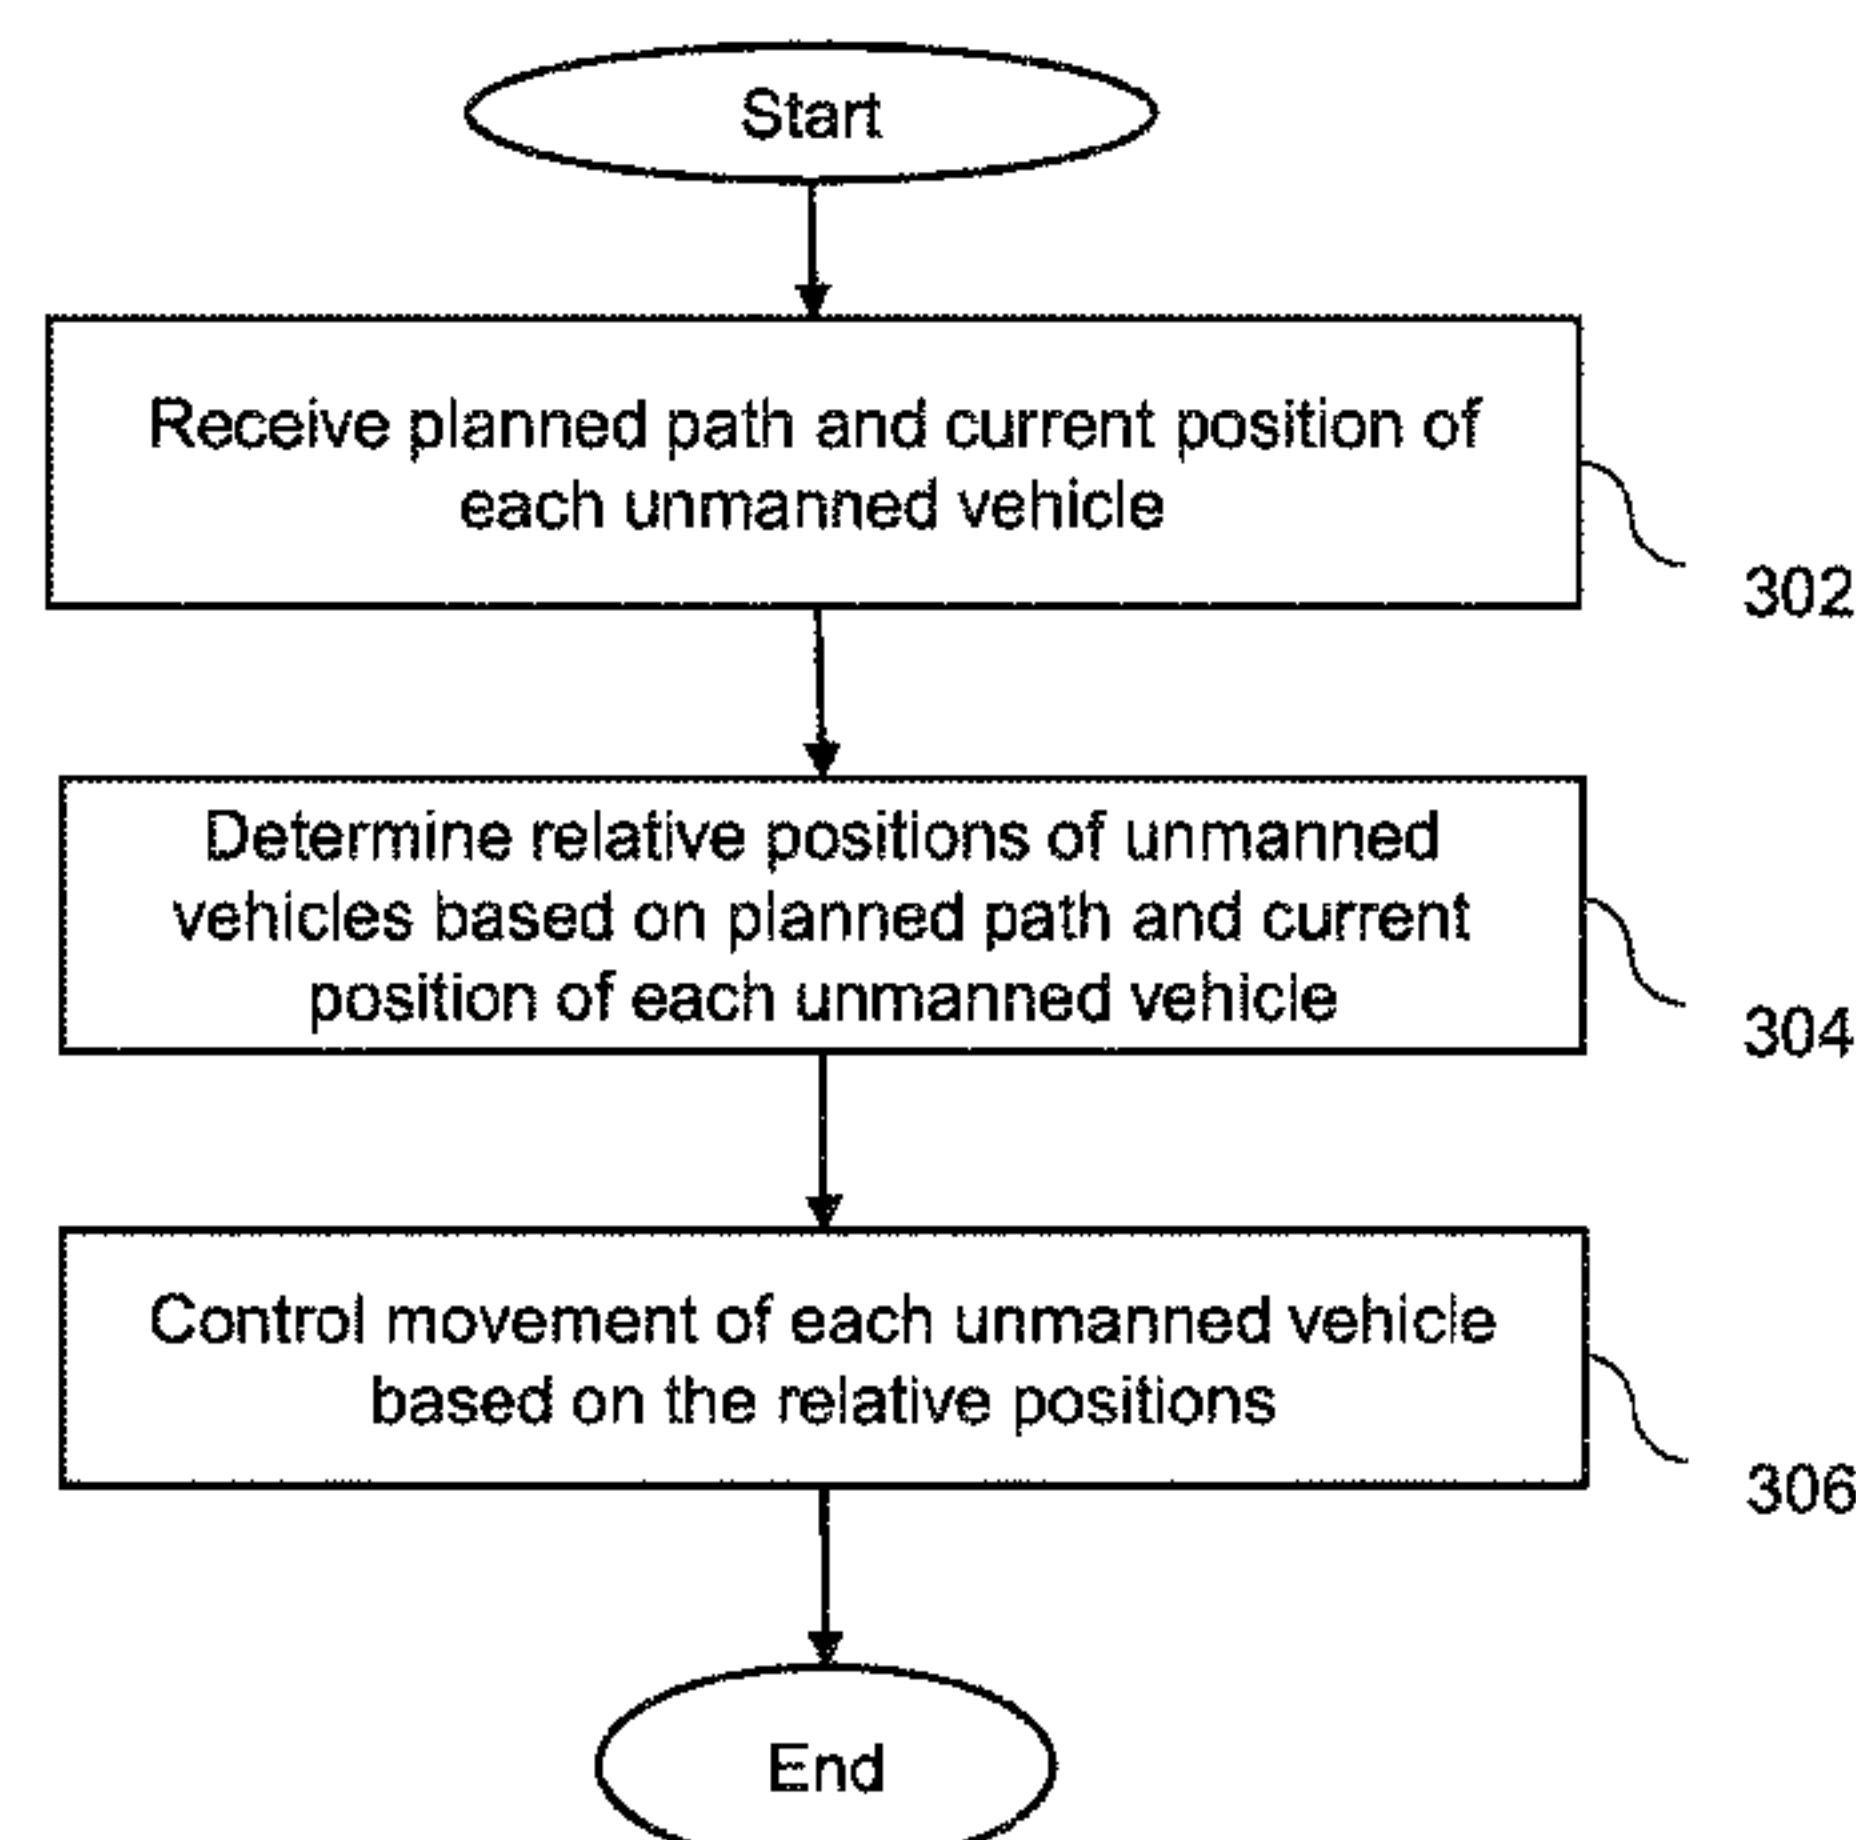 Start
Receive planned path and current position of
each unmanned vehicle
302
Determine relative positions of unmanned
vehicles based on planned path and current
position of each unmanned vehicle
304
Control movement of each unmanned vehicle
based on the relative positions
306
End